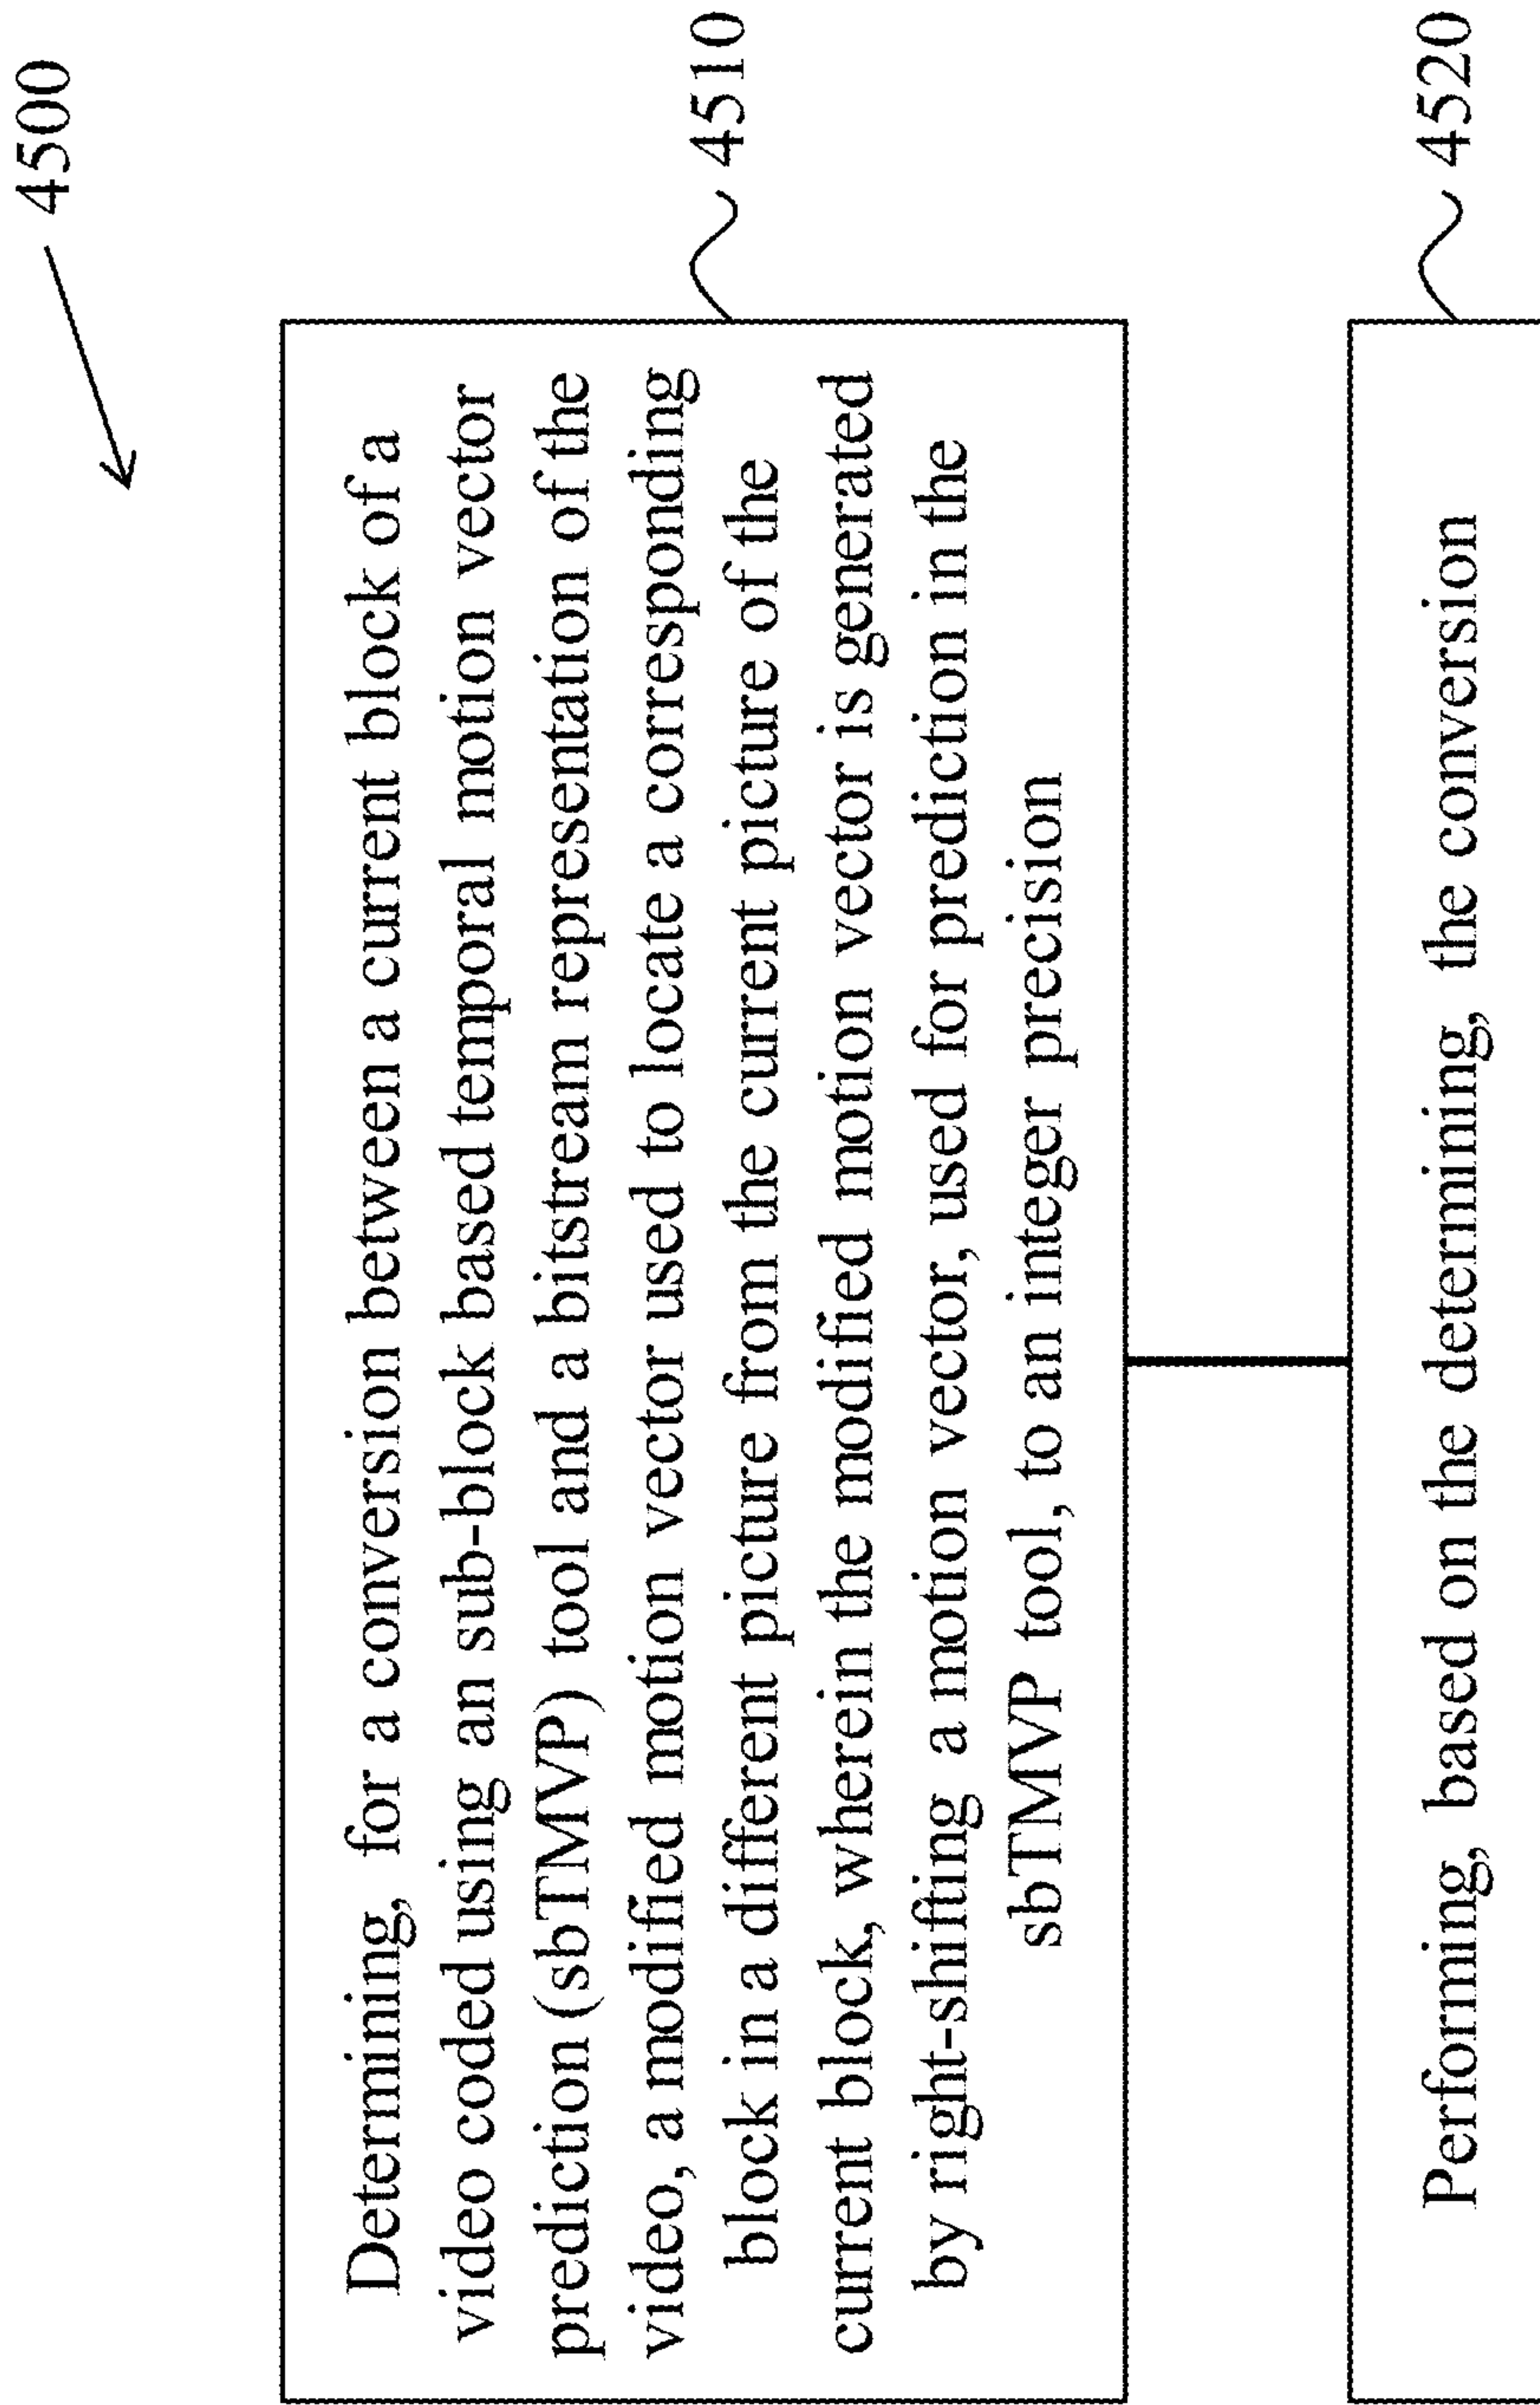 4500
Determining, for a conversion between a current block of a
video coded using an sub-block based temporal motion vector
prediction (sbTMVP) tool and a bitstream representation of the
video, a modified motion vector used to locate a corresponding
block in a different picture from the current picture of the
current block, wherein the modified motion vector is generated
by right-shifting a motion vector, used for prediction in the
sbTMVP tool, to an integer precision
4510
Performing, based on the determining, the conversion
4520